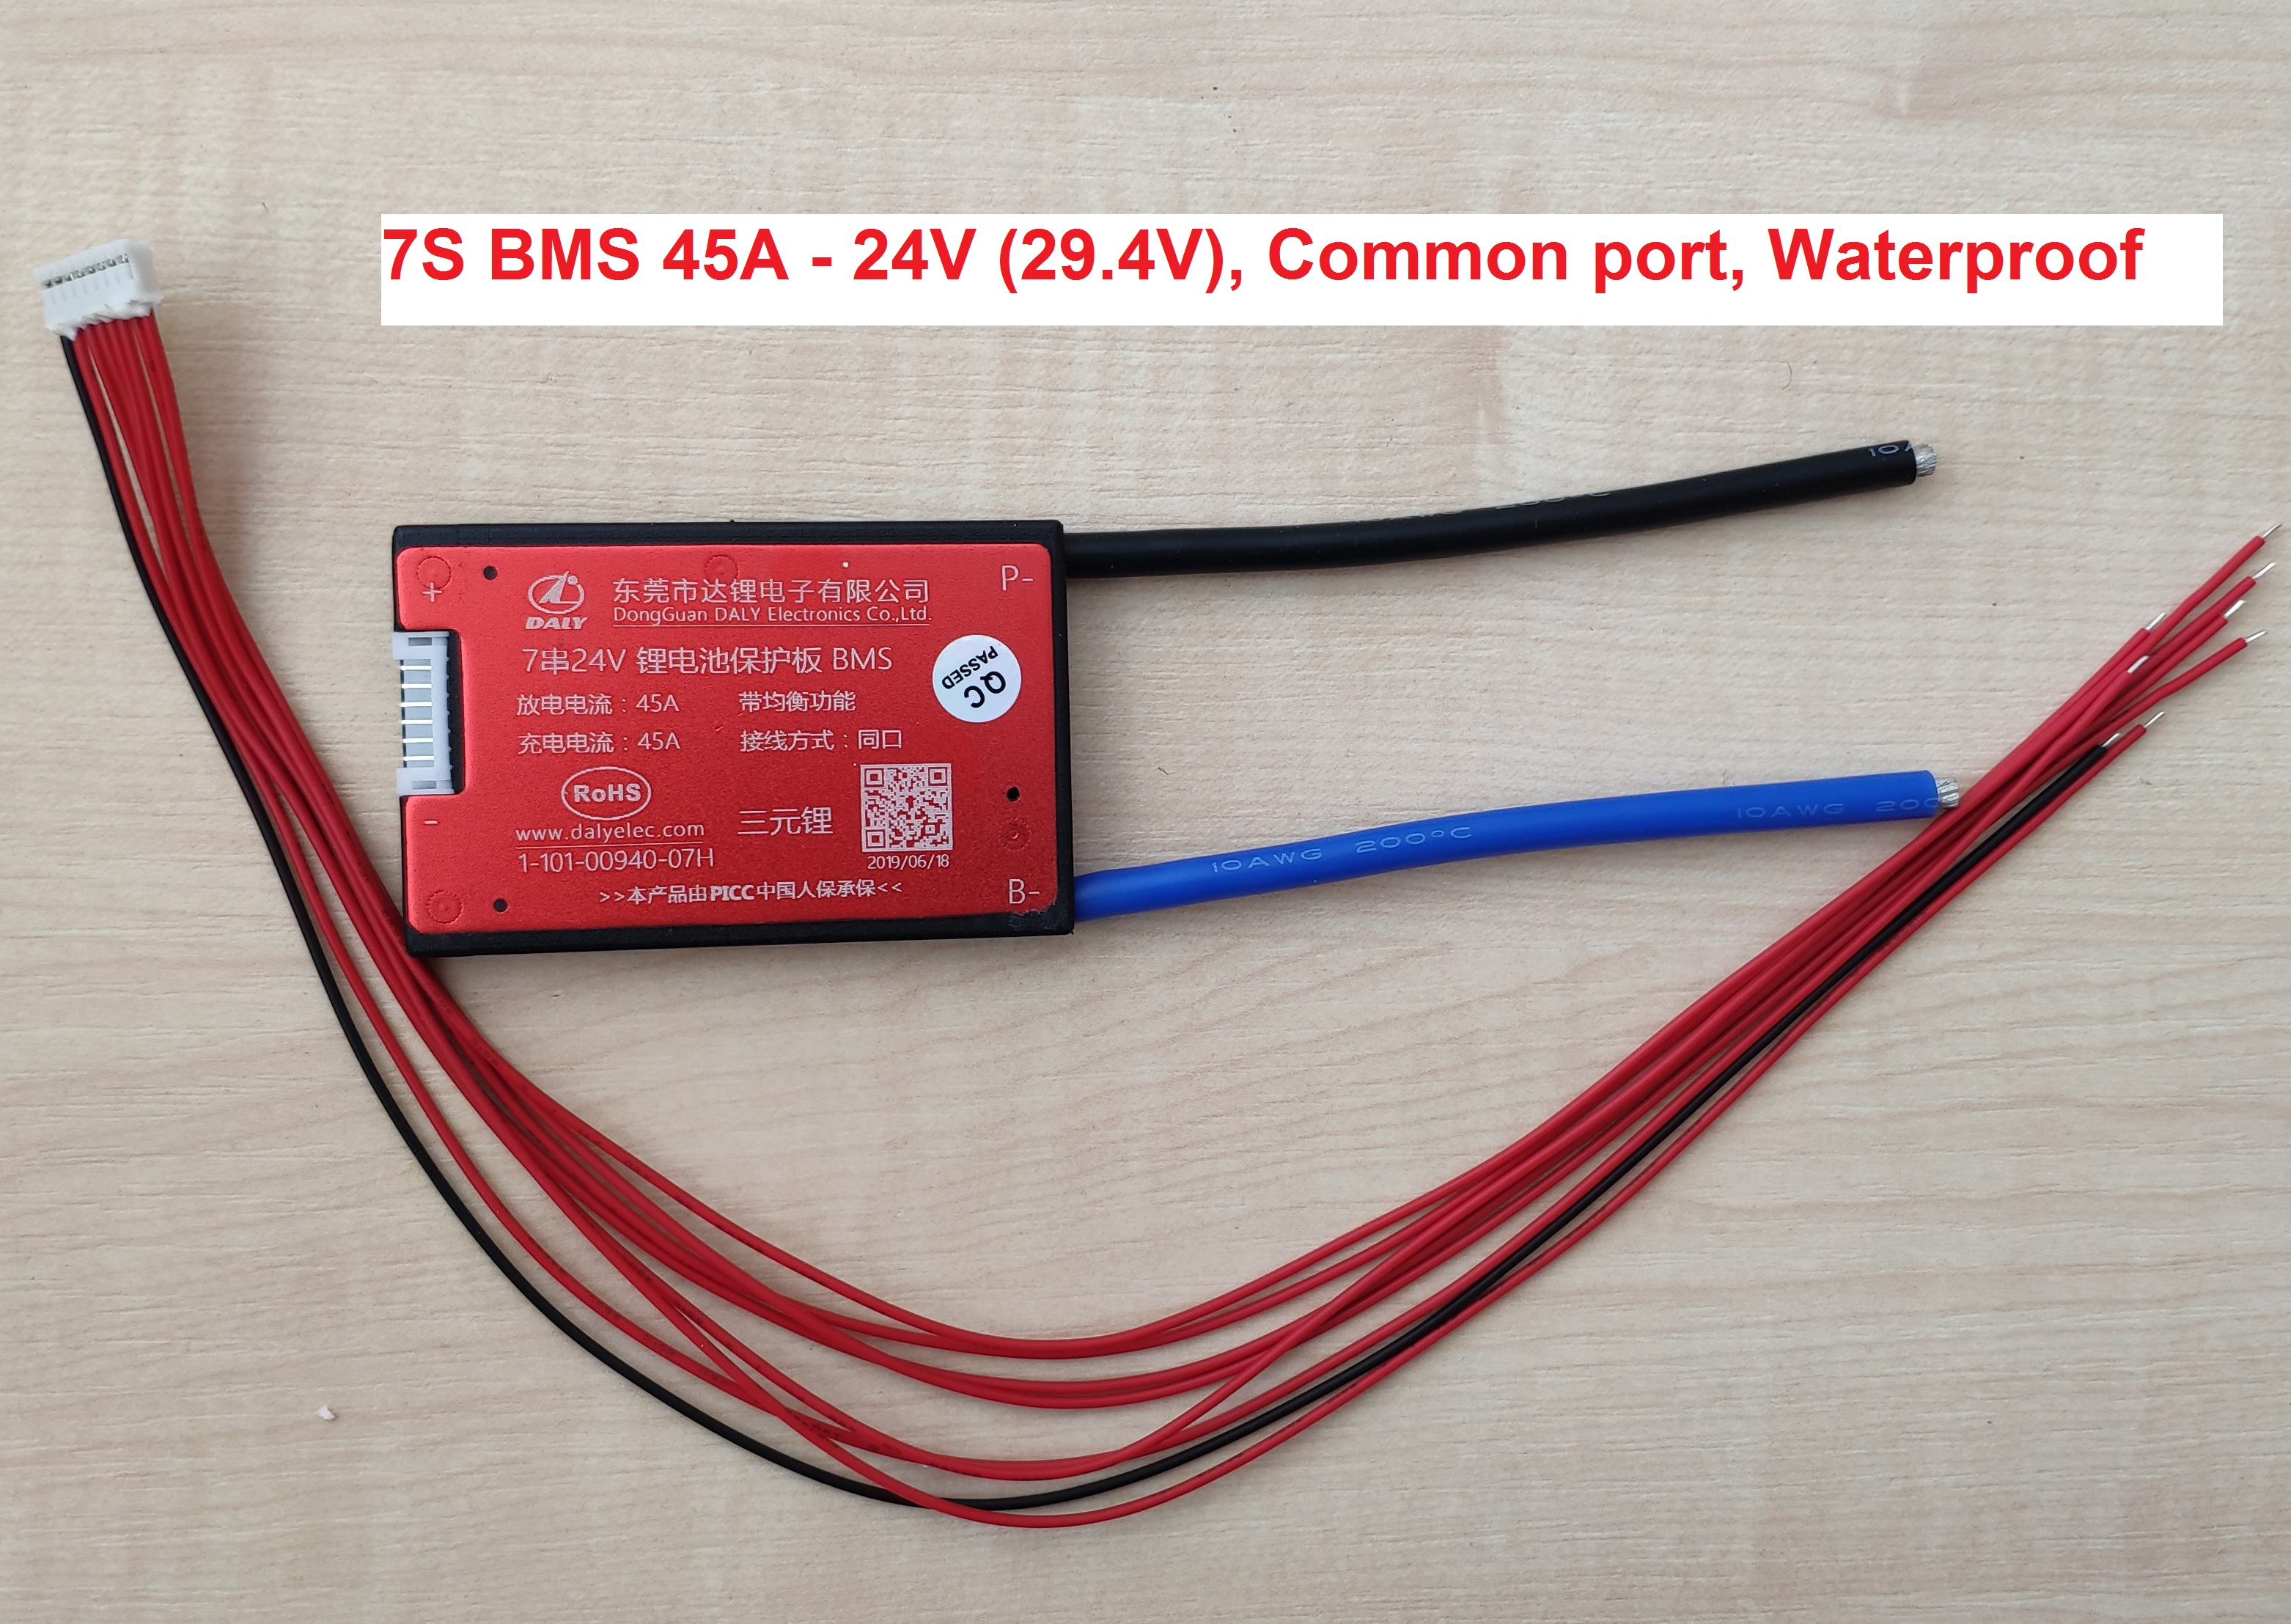 7S BMS 45A - 24V (29.4V), Common port, Waterproof
10
200°C
+
DALY
东莞市达锂电子有限公司
DongGuan DALY Electronics Co.,Ltd.
P-
7串24V 锂电池保护板 BMS
QC
PASSED
放电电流：45A 带均衡功能
充电电流：45A 接线方式：同口
RoHS
-
www.dalyelec.com
三元锂
1-101-00940-07H
2019/06/18
>>本产品由PICC中国人保承保<<
B-
10AWG 200°C 10AWG 200